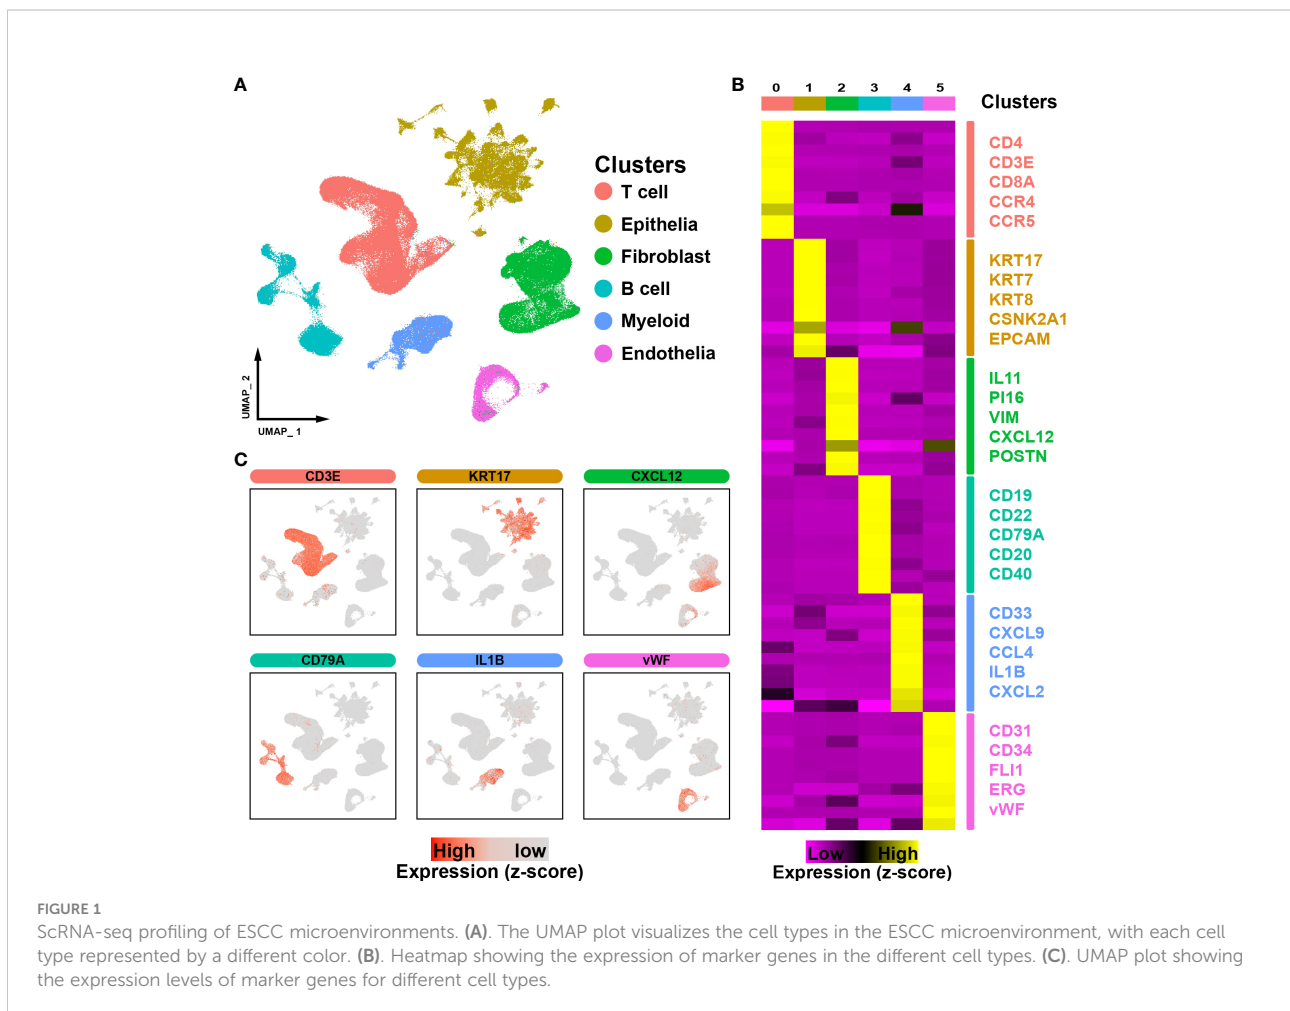 A
Clusters
T cell
Epithelia
Fibroblast
B cell
Myeloid
Endothelia
UMAP_ 2
UMAP_ 1
B
0 1 2 3 4 5
Clusters
CD4
CD3E
CD8A
CCR4
CCR5
KRT17
KRT7
KRT8
CSNK2A1
EPCAM
IL11
PI16
VIM
CXCL12
POSTN
CD19
CD22
CD79A
CD20
CD40
CD33
CXCL9
CCL4
IL1B
CXCL2
CD31
CD34
FLI1
ERG
vWF
Low High
Expression (z-score)
C
CD3E KRT17 CXCL12
CD79A IL1B vWF
High low
Expression (z-score)
FIGURE 1
ScRNA-seq profiling of ESCC microenvironments. (A). The UMAP plot visualizes the cell types in the ESCC microenvironment, with each cell
type represented by a different color. (B). Heatmap showing the expression of marker genes in the different cell types. (C). UMAP plot showing
the expression levels of marker genes for different cell types.